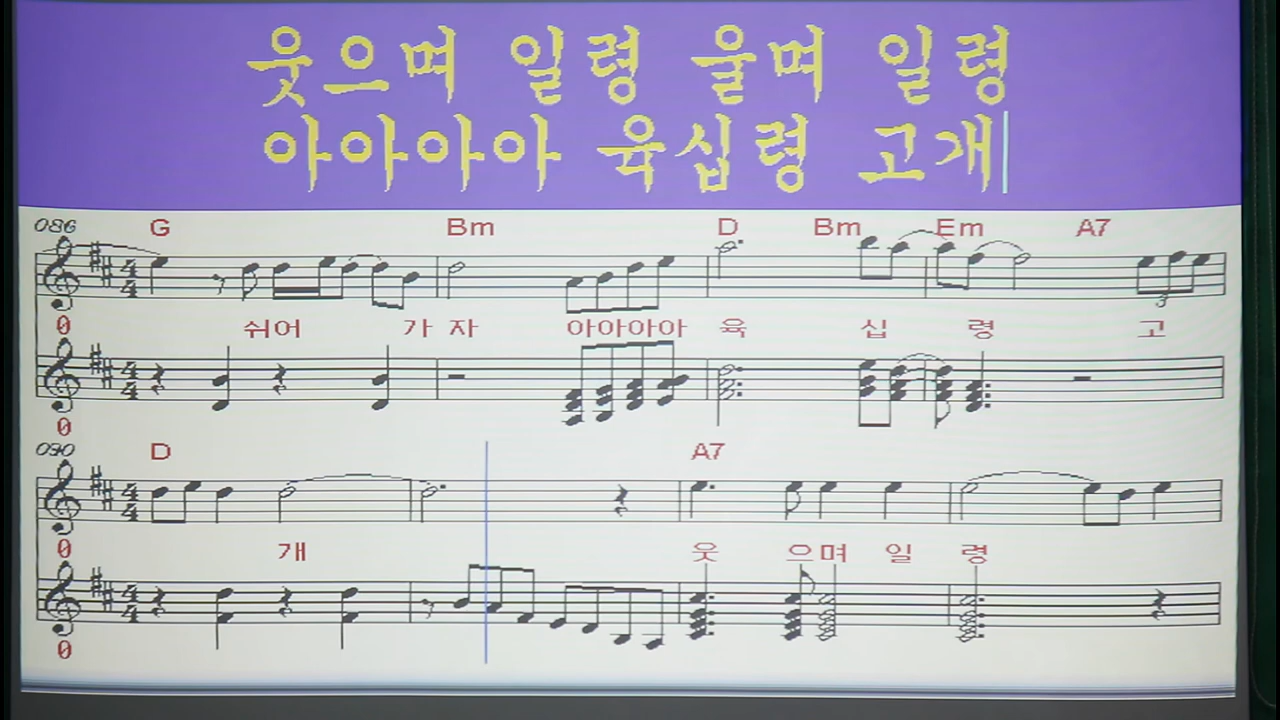 웃으며 일령 울며 일령
아아아아 육십령 고개
086 G Bm D Bm Em A7
3
0 쉬어 가 자 아아아아 육 십 령 고
0
090 D A7
0 개 웃 으며 일 령
0